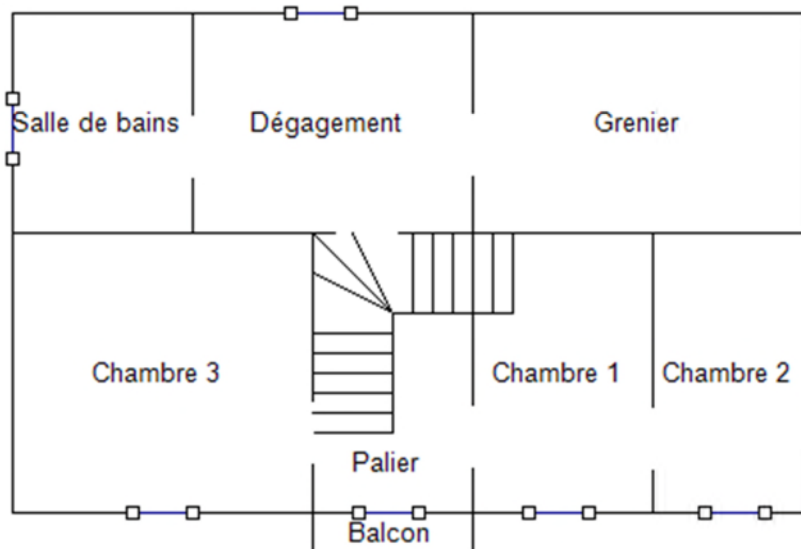 Salle de bains
Dégagement
Grenier
Chambre 3
Chambre 1
Chambre 2
Palier
Balcon